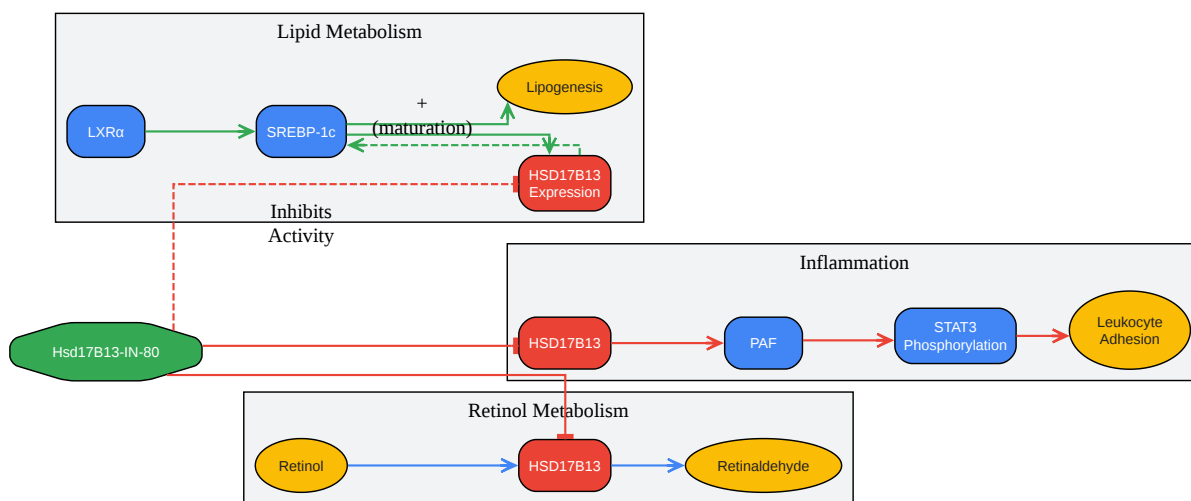 Lipid Metabolism
Lipogenesis
+
(maturation)
LXRα
SREBP-1c
HSD17B13
Expression
Inhibits
Activity
Inflammation
Hsd17B13-IN-80
HSD17B13
PAF
STAT3
Phosphorylation
Leukocyte
Adhesion
Retinol Metabolism
Retinol
HSD17B13
Retinaldehyde